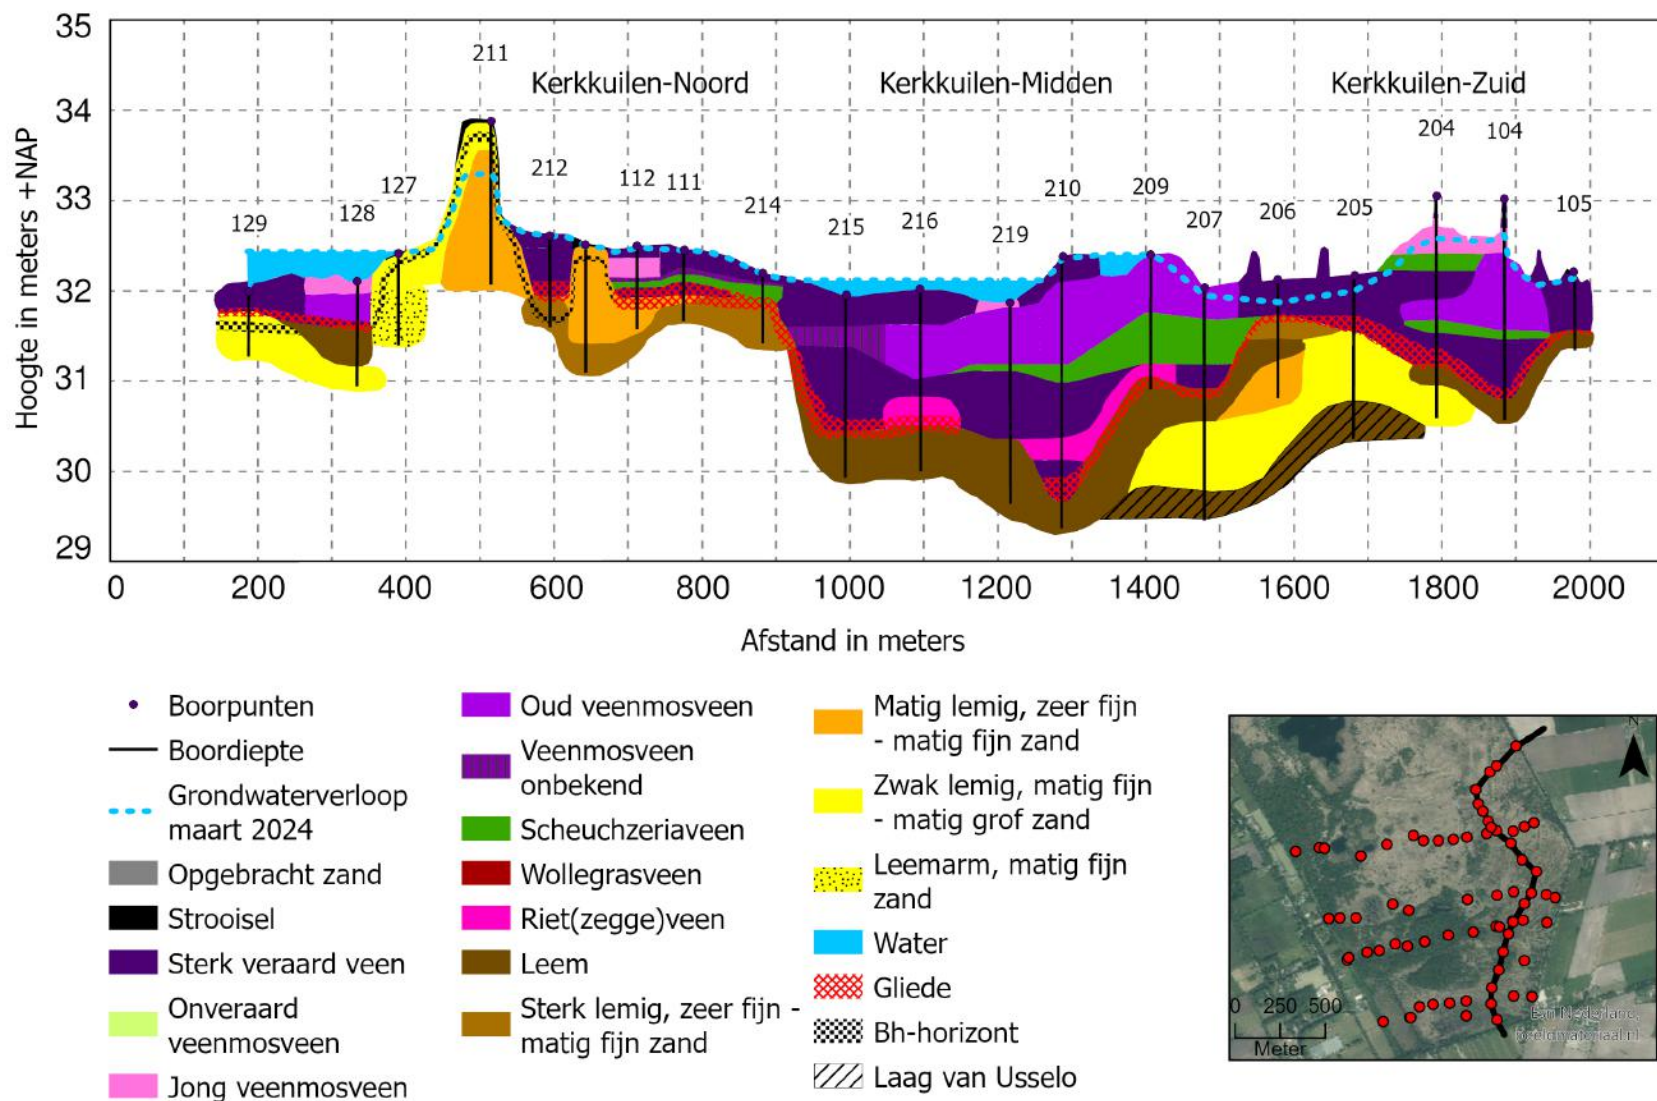 35
34
33
32
31
30
29
Hoogte in meters +NAP
211
Kerkkuilen-Noord
Kerkkuilen-Midden
Kerkkuilen-Zuid
129
128
127
212
112
111
214
215
216
219
210
209
207
206
205
204
104
105
0
200
400
600
800
1000
1200
1400
1600
1800
2000
Afstand in meters
Boorpunten
Boordiepte
Grondwaterverloop
maart 2024
Opgebracht zand
Strooisel
Sterk veraard veen
Onveraard
veenmosveen
Jong veenmosveen
Oud veenmosveen
Veenmosveen
onbekend
Scheuchzeriaveen
Wollegrasveen
Riet(zegge)veen
Leem
Sterk lemig, zeer fijn -
matig fijn zand
Matig lemig, zeer fijn
- matig fijn zand
Zwak lemig, matig fijn
- matig grof zand
Leemarm, matig fijn
zand
Water
Gliede
Bh-horizont
Laag van Usselo
N
0 250 500
Meter
Esri Nederland,
beeldmateriaal.nl